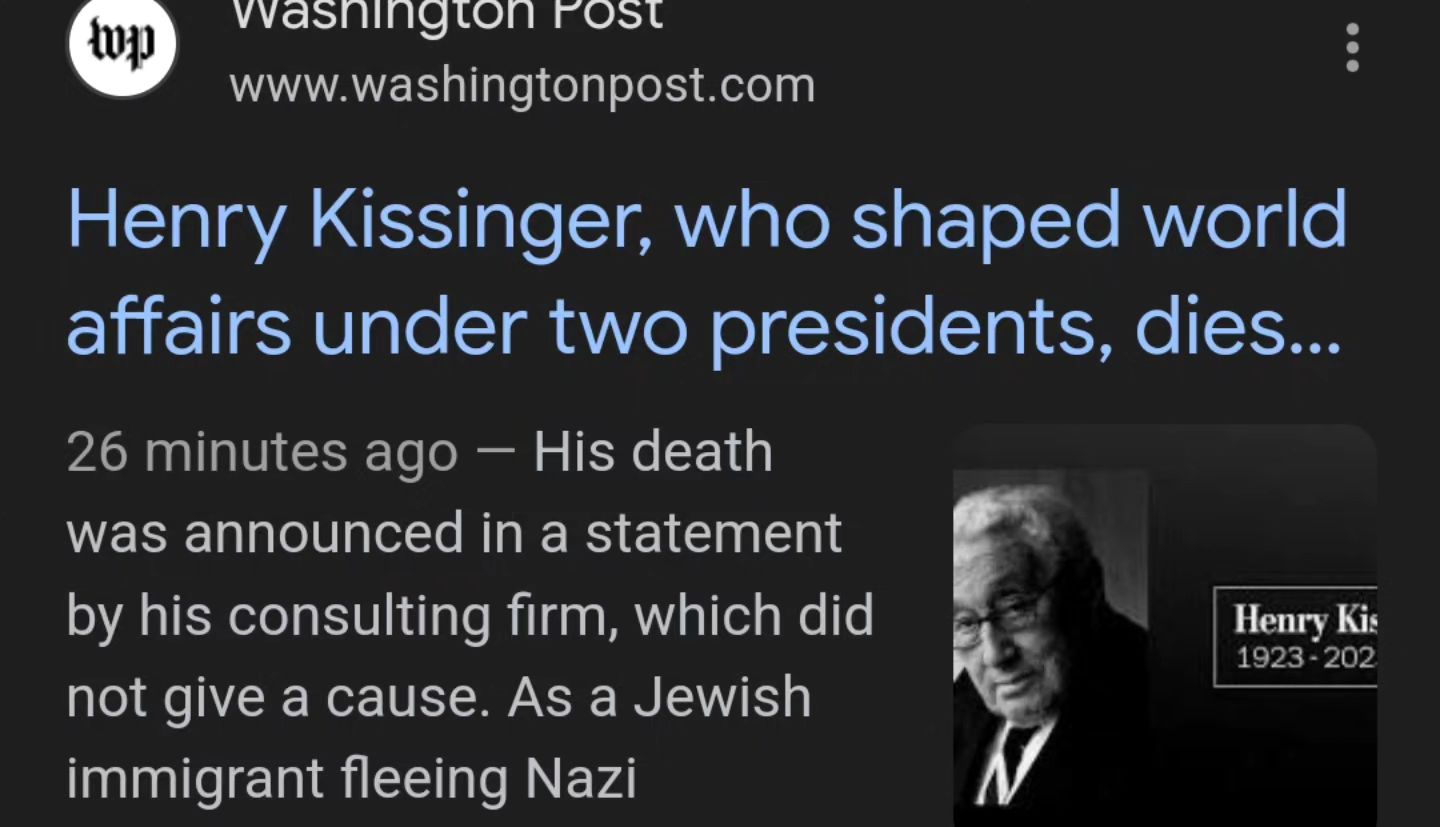 wp
Washington Post
www.washingtonpost.com
Henry Kissinger, who shaped world
affairs under two presidents, dies...
26 minutes ago — His death
was announced in a statement
by his consulting firm, which did
not give a cause. As a Jewish
immigrant fleeing Nazi
Henry Kis
1923 - 202